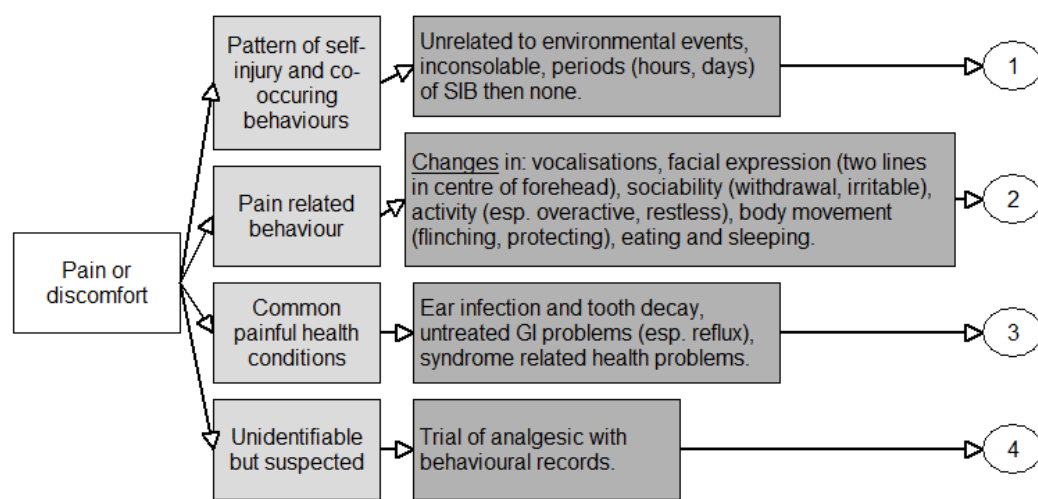 Pain or
discomfort
Pattern of self-
injury and co-
occuring
behaviours
Unrelated to environmental events,
inconsolable, periods (hours, days)
of SIB then none.
1
Pain related
behaviour
Changes in: vocalisations, facial expression (two lines
in centre of forehead), sociability (withdrawal, irritable),
activity (esp. overactive, restless), body movement
(flinching, protecting), eating and sleeping.
2
Common
painful health
conditions
Ear infection and tooth decay,
untreated GI problems (esp. reflux),
syndrome related health problems.
3
Unidentifiable
but suspected
Trial of analgesic with
behavioural records.
4